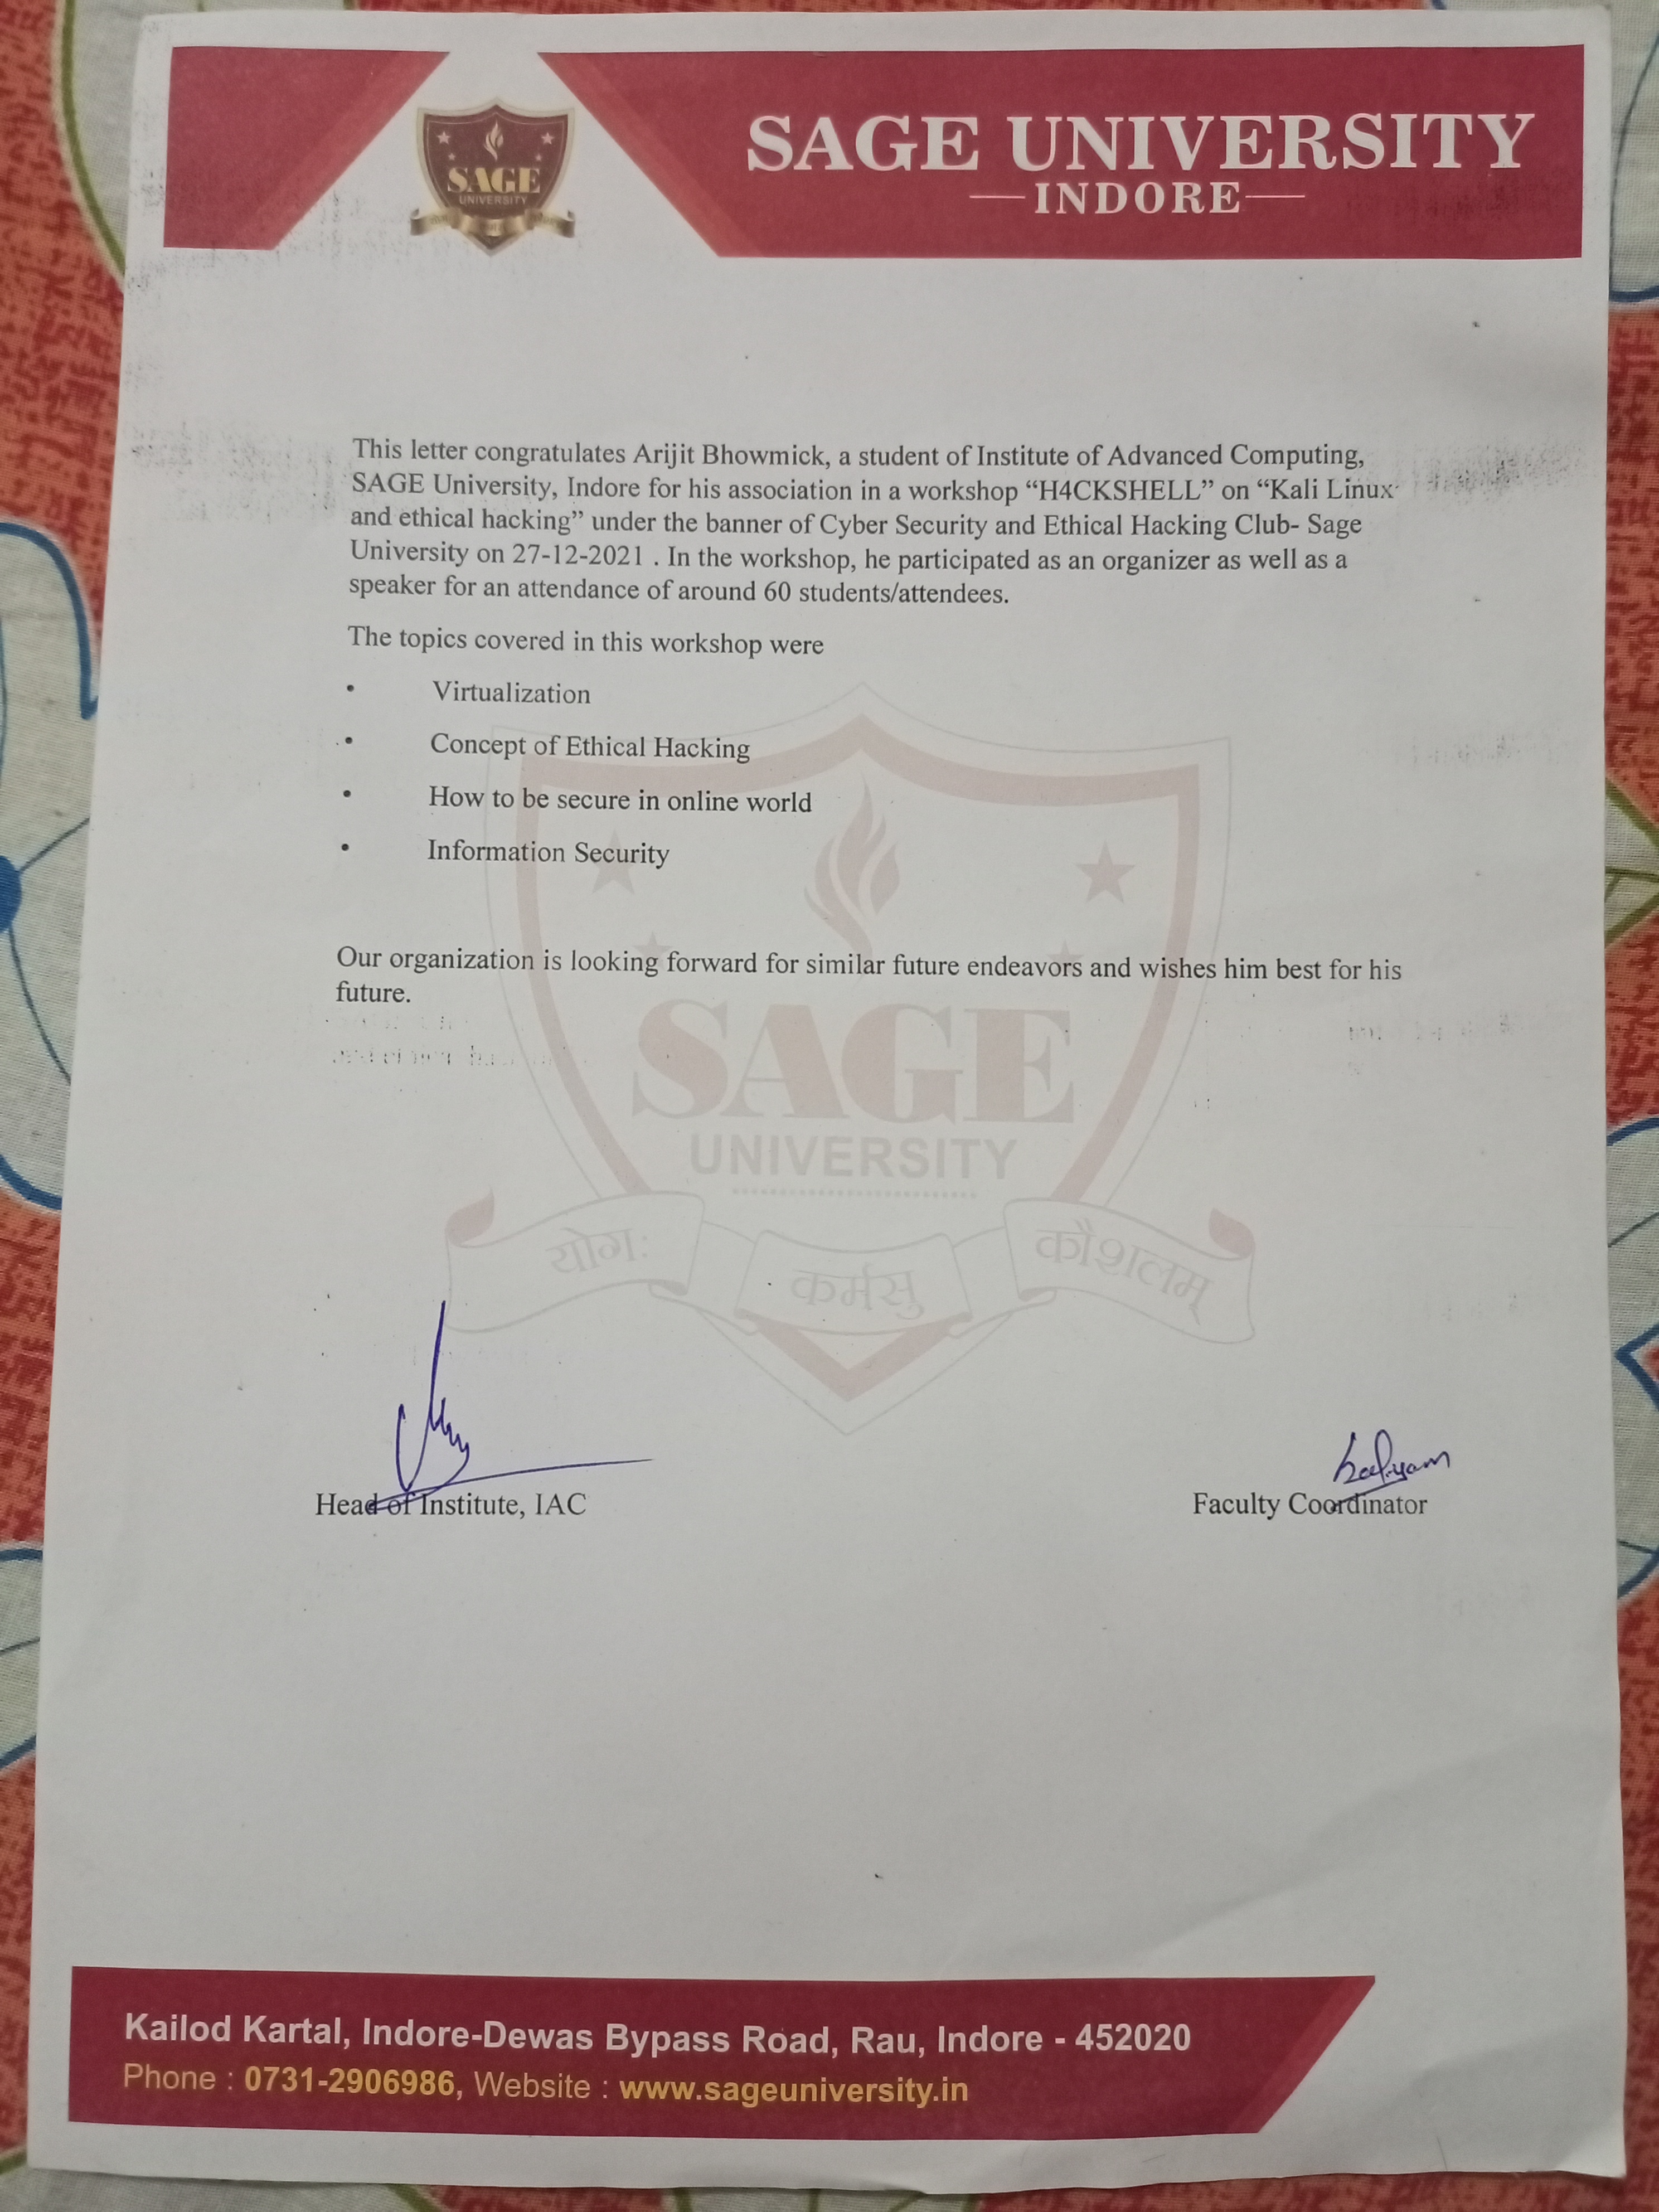 SAGE
UNIVERSITY
SAGE UNIVERSITY
INDORE
This letter congratulates Arijit Bhowmick, a student of Institute of Advanced Computing,
SAGE University, Indore for his association in a workshop “H4CKSHELL” on “Kali Linux
and ethical hacking” under the banner of Cyber Security and Ethical Hacking Club- Sage
University on 27-12-2021 . In the workshop, he participated as an organizer as well as a
speaker for an attendance of around 60 students/attendees.
The topics covered in this workshop were
• Virtualization
• Concept of Ethical Hacking
• How to be secure in online world
• Information Security
Our organization is looking forward for similar future endeavors and wishes him best for his
future.
SAGE
UNIVERSITY
योगः कर्मसु कौशलम्
Head of Institute, IAC
Faculty Coordinator
Kailod Kartal, Indore-Dewas Bypass Road, Rau, Indore - 452020
Phone : 0731-2906986, Website : www.sageuniversity.in